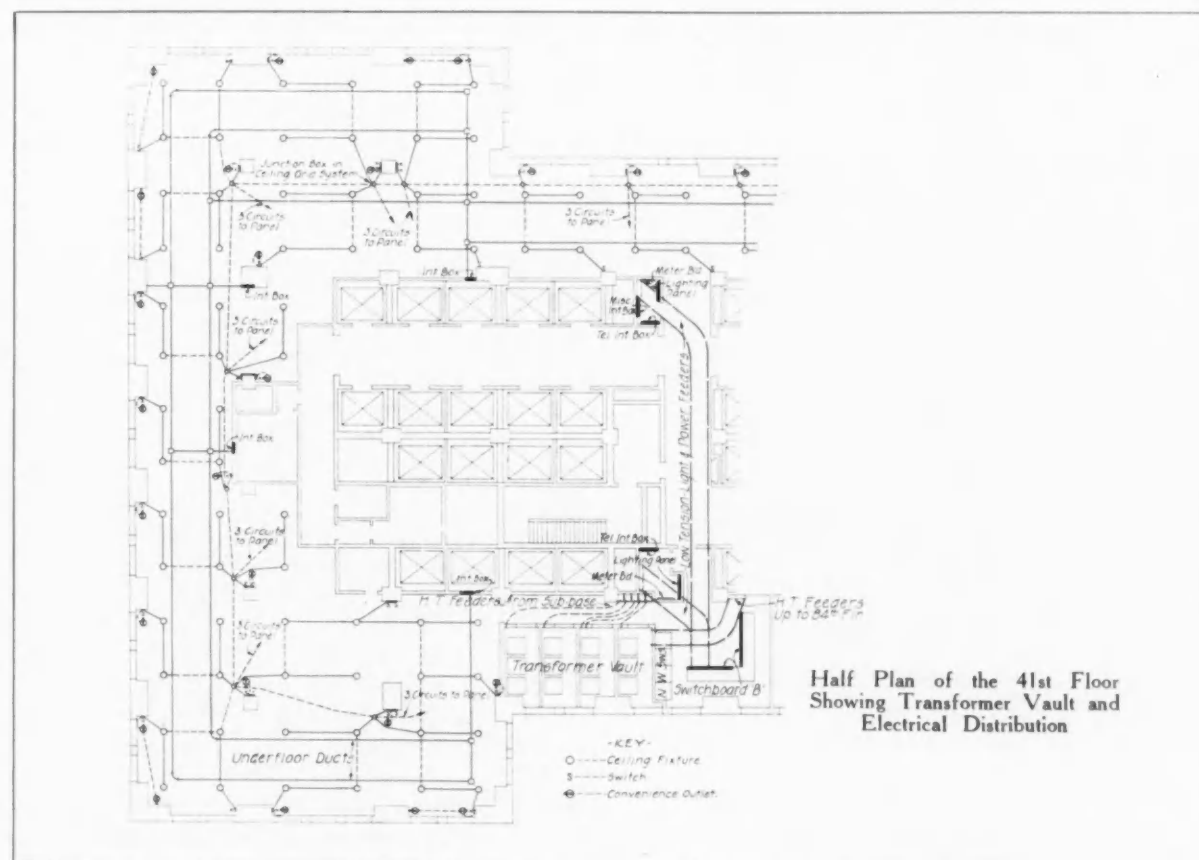 Junction Box in
Ceiling Grid System
3 Circuits
to Panel
3 Circuits
to Panel
A
3 Circuits
to Panel
Int Box
Meter Bd
Lighting
Panel
Misc
Int Box
Tel Int Box
Int Box
3 Circuits
to Panel
Low Tension Light & Power Feeders
Int Box
3 Circuits
to Panel
Tel Int Box
Lighting Panel
Meter Bd
Int Box
H. T. Feeders from Sub base
H. T. Feeders
Up to 84th Flr.
3 Circuits
to Panel
Transformer Vault
N W Sws
Switchboard 'B'
3 Circuits to Panel
Underfloor Ducts
Half Plan of the 41st Floor
Showing Transformer Vault and
Electrical Distribution
-KEY-
Ceiling Fixture
S Switch
Convenience Outlet.